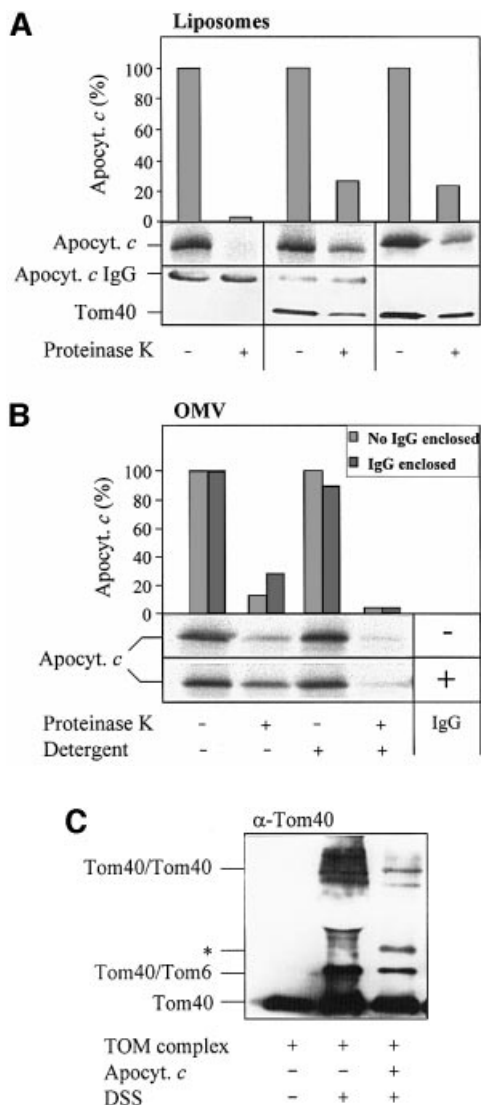 A
Liposomes
Apocyt. c (%)
100
80
60
40
20
0
Apocyt. c
Apocyt. c IgG
Tom40
Proteinase K - + - + - +
B
OMV
No IgG enclosed
IgG enclosed
Apocyt. c (%)
100
80
60
40
20
0
Apocyt. c
-
+
Proteinase K - + - + IgG
Detergent - - + +
C
α-Tom40
Tom40/Tom40
*
Tom40/Tom6
Tom40
TOM complex + + +
Apocyt. c - - +
DSS - + +